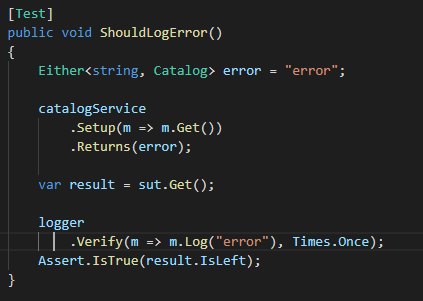 [Test]
public void ShouldLogError()
{
    Either<string, Catalog> error = "error";
    catalogService
        .Setup(m => m.Get())
        .Returns(error);
    var result = sut.Get();
    logger
        .Verify(m => m.Log("error"), Times.Once);
    Assert.IsTrue(result.IsLeft);
}